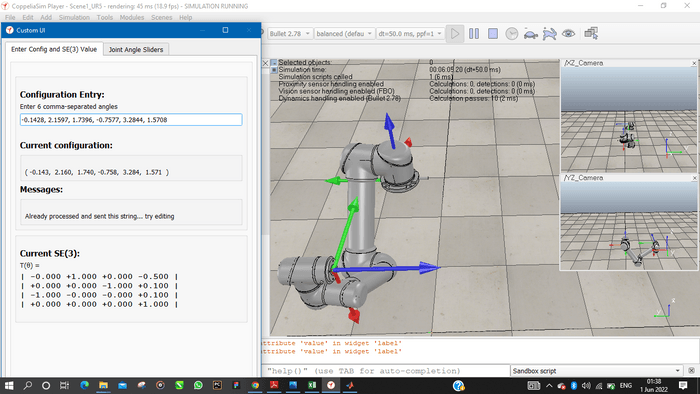 CoppeliaSim Player - Scene1_UR5 - rendering: 45 ms (18.9 fps) - SIMULATION RUNNING
File Edit Add Simulation Tools Modules Scenes Help
Custom UI
Bullet 2.78 balanced (defau dt=50.0 ms, ppf=1
Enter Config and SE(3) Value Joint Angle Sliders
Configuration Entry:
Enter 6 comma-separated angles
-0.1428, 2.1597, 1.7396, -0.7577, 3.2844, 1.5708
Current configuration:
( -0.143, 2.160, 1.740, -0.758, 3.284, 1.571 )
Messages:
Already processed and sent this string... try editing
Current SE(3):
T(θ) =
| -0.000 +1.000 +0.000 -0.500 |
| +0.000 +0.000 -1.000 +0.100 |
| -1.000 -0.000 -0.000 +0.100 |
| +0.000 +0.000 +0.000 +1.000 |
Selected objects: 0
Simulation time: 00:06:05.20 (dt=50.0 ms)
Simulation scripts called 1 (6 ms)
Proximity sensor handling enabled Calculations: 0, detections: 0 (0 ms)
Vision sensor handling enabled (FBO) Calculations: 0, detections: 0 (0 ms)
Dynamics handling enabled (Bullet 2.78) Calculation passes: 10 (2 ms)
/XZ_Camera
/YZ_Camera
attribute 'value' in widget 'label'
attribute 'value' in widget 'label'
"help()" (use TAB for auto-completion) Sandbox script
ENG
01:38
1 Jun 2022